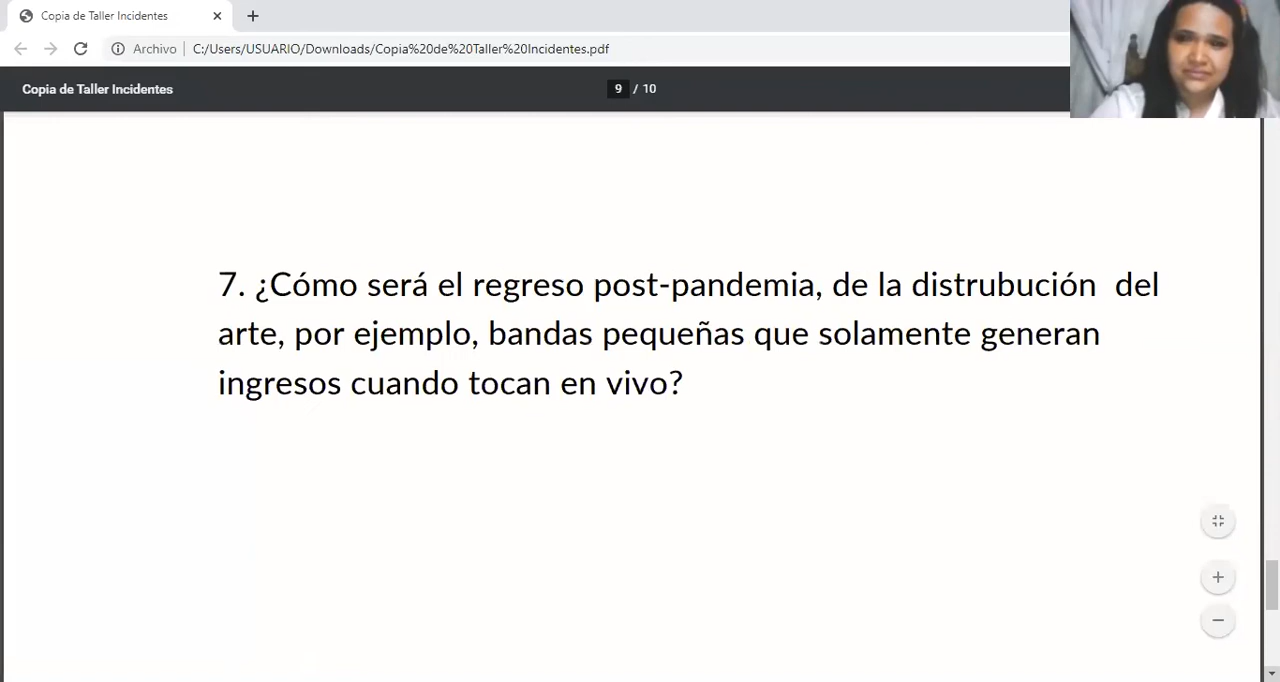 Copia de Taller Incidentes
Archivo C:/Users/USUARIO/Downloads/Copia%20de%20Taller%20Incidentes.pdf
Copia de Taller Incidentes 9 / 10
7. ¿Cómo será el regreso post-pandemia, de la distrubución del
arte, por ejemplo, bandas pequeñas que solamente generan
ingresos cuando tocan en vivo?